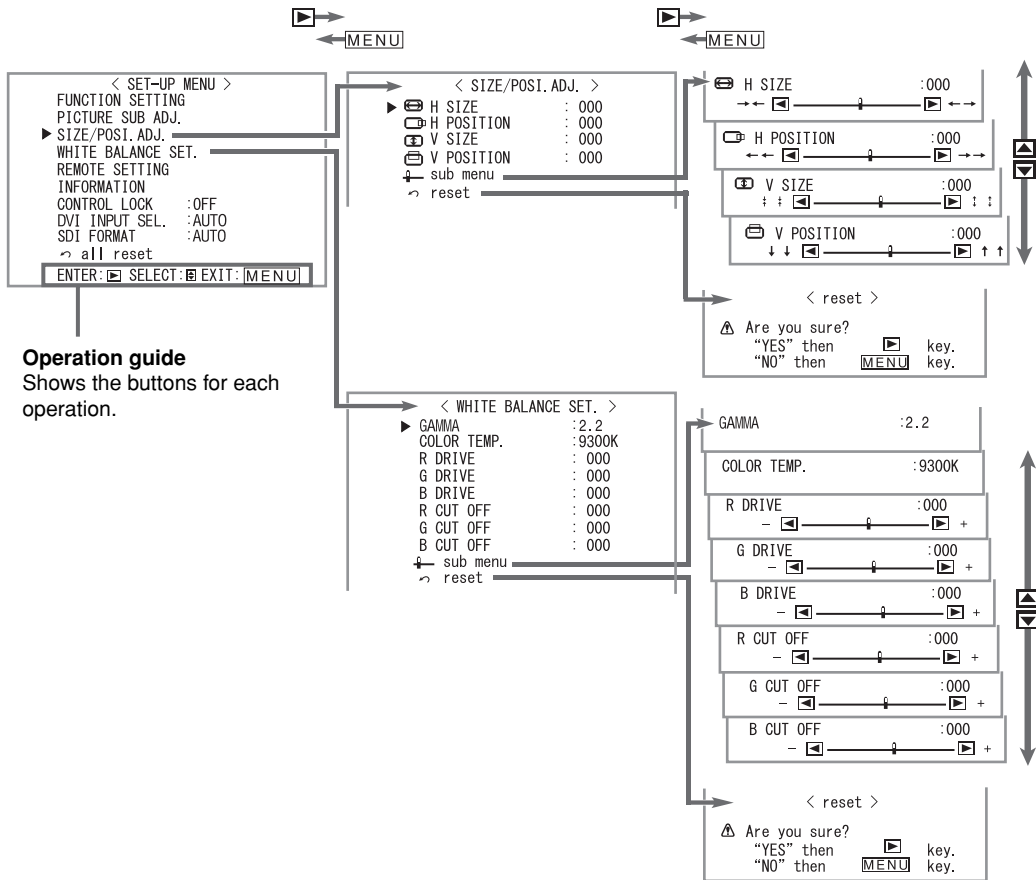 MENU
MENU
< SET-UP MENU >
FUNCTION SETTING
PICTURE SUB ADJ.
SIZE/POSI. ADJ.
WHITE BALANCE SET.
REMOTE SETTING
INFORMATION
CONTROL LOCK :OFF
DVI INPUT SEL. :AUTO
SDI FORMAT :AUTO
all reset
ENTER: SELECT: EXIT: MENU
Operation guide
Shows the buttons for each
operation.
< SIZE/POSI. ADJ. >
H SIZE : 000
H POSITION : 000
V SIZE : 000
V POSITION : 000
sub menu
reset
H SIZE :000
H POSITION :000
V SIZE :000
V POSITION :000
< reset >
Are you sure?
“YES” then key.
“NO” then MENU key.
< WHITE BALANCE SET. >
GAMMA :2.2
COLOR TEMP. :9300K
R DRIVE : 000
G DRIVE : 000
B DRIVE : 000
R CUT OFF : 000
G CUT OFF : 000
B CUT OFF : 000
sub menu
reset
GAMMA :2.2
COLOR TEMP. :9300K
R DRIVE :000
– +
G DRIVE :000
– +
B DRIVE :000
– +
R CUT OFF :000
– +
G CUT OFF :000
– +
B CUT OFF :000
– +
< reset >
Are you sure?
“YES” then key.
“NO” then MENU key.